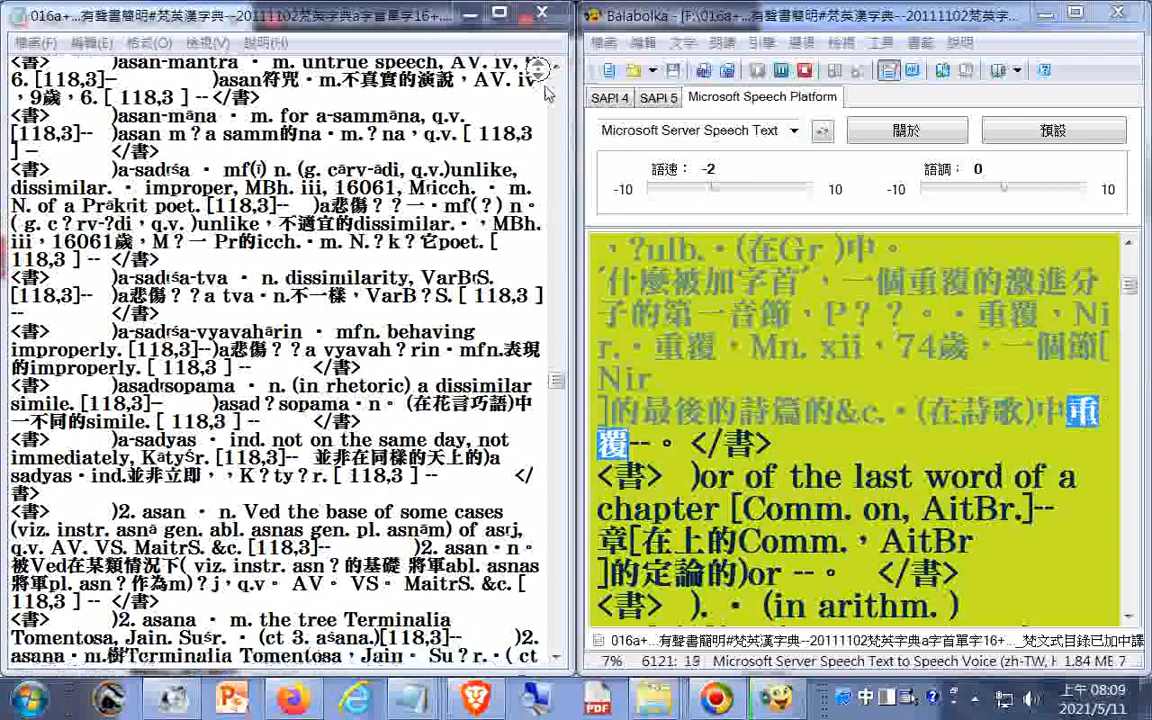 016a+...有聲書簡明#梵英漢字典--20111102梵英字典a字首單字16+...
檔案(F) 編輯(E) 格式(O) 檢視(V) 說明(H)
<書> )asan-mantra · m. untrue speech, AV. iv,
6. [118,3]-- )asan符咒·m.不真實的演說,AV. iv
,9歲,6. [ 118,3 ] --</書>
<書> )asan-māna · m. for a-sammāna, q.v.
[118,3]-- )asan m?a samm的na·m.?na,q.v. [ 118,3
] -- </書>
<書> )a-sadṛśa · mf(ī) n. (g. cārv-ādi, q.v.)unlike,
dissimilar. · improper, MBh. iii, 16061, Mṛicch. · m.
N. of a Prākṛit poet. [118,3]-- )a悲傷??一·mf(?) n。
( g. c?rv-?di,q.v. )unlike,不適宜的dissimilar.·,MBh.
iii,16061歲,M?一 Pr的icch.·m. N.?k?它poet. [
118,3 ] -- </書>
<書> )a-sadṛśa-tva · n. dissimilarity, VarBṛS.
[118,3]-- )a悲傷??a tva·n.不一樣,VarB?S. [ 118,3 ]
-- </書>
<書> )a-sadṛśa-vyavahārin · mfn. behaving
improperly. [118,3]--)a悲傷??a vyavah?rin·mfn.表現
的improperly. [ 118,3 ] -- </書>
<書> )asadṛsopama · n. (in rhetoric) a dissimilar
simile. [118,3]-- )asad?sopama·n。(在花言巧語)中
一不同的simile. [ 118,3 ] -- </書>
<書> )a-sadyas · ind. not on the same day, not
immediately, KātyŚr. [118,3]-- 並非在同樣的天上的)a
sadyas·ind.並非立即,,K?ty?r. [ 118,3 ] -- </
書>
<書> )2. asan · n. Ved the base of some cases
(viz. instr. asnā gen. abl. asnas gen. pl. asnām) of asṛj,
q.v. AV. VS. MaitrS. &c. [118,3]-- )2. asan·n。
被Ved在某類情況下( viz. instr. asn?的基礎 將軍abl. asnas
將軍pl. asn?作為m)?j,q.v。 AV。 VS。 MaitrS. &c. [
118,3 ] -- </書>
<書> )2. asana · m. the tree Terminalia
Tomentosa, Jain. Suśr. · (ct 3. aśana.)[118,3]-- )2.
asana·m.樹Terminalia Tomentosa,Jain。 Su?r.·( ct
Balabolka - [F:\016a+...有聲書簡明#梵英漢字典--20111102梵英字...
檔案 編輯 文字 朗讀 引擎 選項 檢視 工具 書籤 說明
SAPI 4 SAPI 5 Microsoft Speech Platform
Microsoft Server Speech Text 關於 預設
語速: -2 語調: 0
-10 10 -10 10
,?ulb.·(在Gr )中。
'什麼被加字首',一個重覆的激進分
子的第一音節,P??。·重覆,Ni
r.·重覆,Mn. xii,74歲,一個節[
Nir
]的最後的詩篇的&c.·(在詩歌)中重
覆--。</書>
<書> )or of the last word of a
chapter [Comm. on, AitBr.]--
章[在上的Comm.,AitBr
]的定論的)or --。 </書>
<書> ). · (in arithm. )
016a+...有聲書簡明#梵英漢字典--20111102梵英字典a字首單字16+..._梵文式目錄已加中譯
7% 6121: 19 Microsoft Server Speech Text to Speech Voice (zh-TW, H 1.84 MB 7
中
上午 08:09
2021/5/11